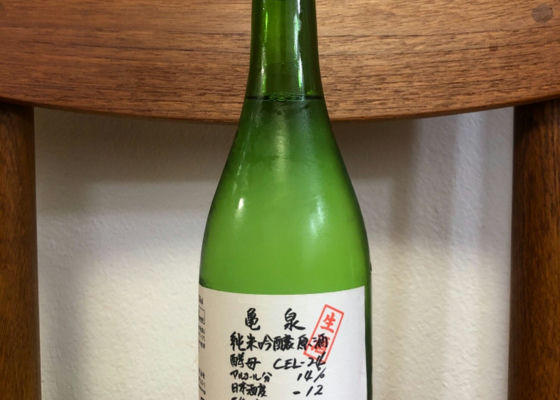 亀泉
生酒
純米吟醸原酒
酵母 CEL-24
アルコール分 14%
日本酒度 -12